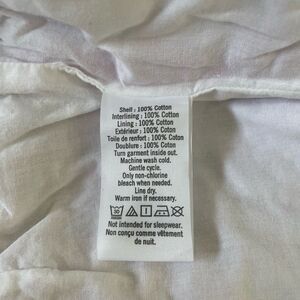 Shell : 100% Cotton
Interlining : 100% Cotton
Lining : 100% Cotton
Extérieur : 100% Coton
Toile de renfort : 100% Coton
Doublure : 100% Coton
Turn garment inside out.
Machine wash cold.
Gentle cycle.
Only non-chlorine
bleach when needed.
Line dry.
Warm iron if necessary.
Not intended for sleepwear.
Non conçu comme vêtement
de nuit.